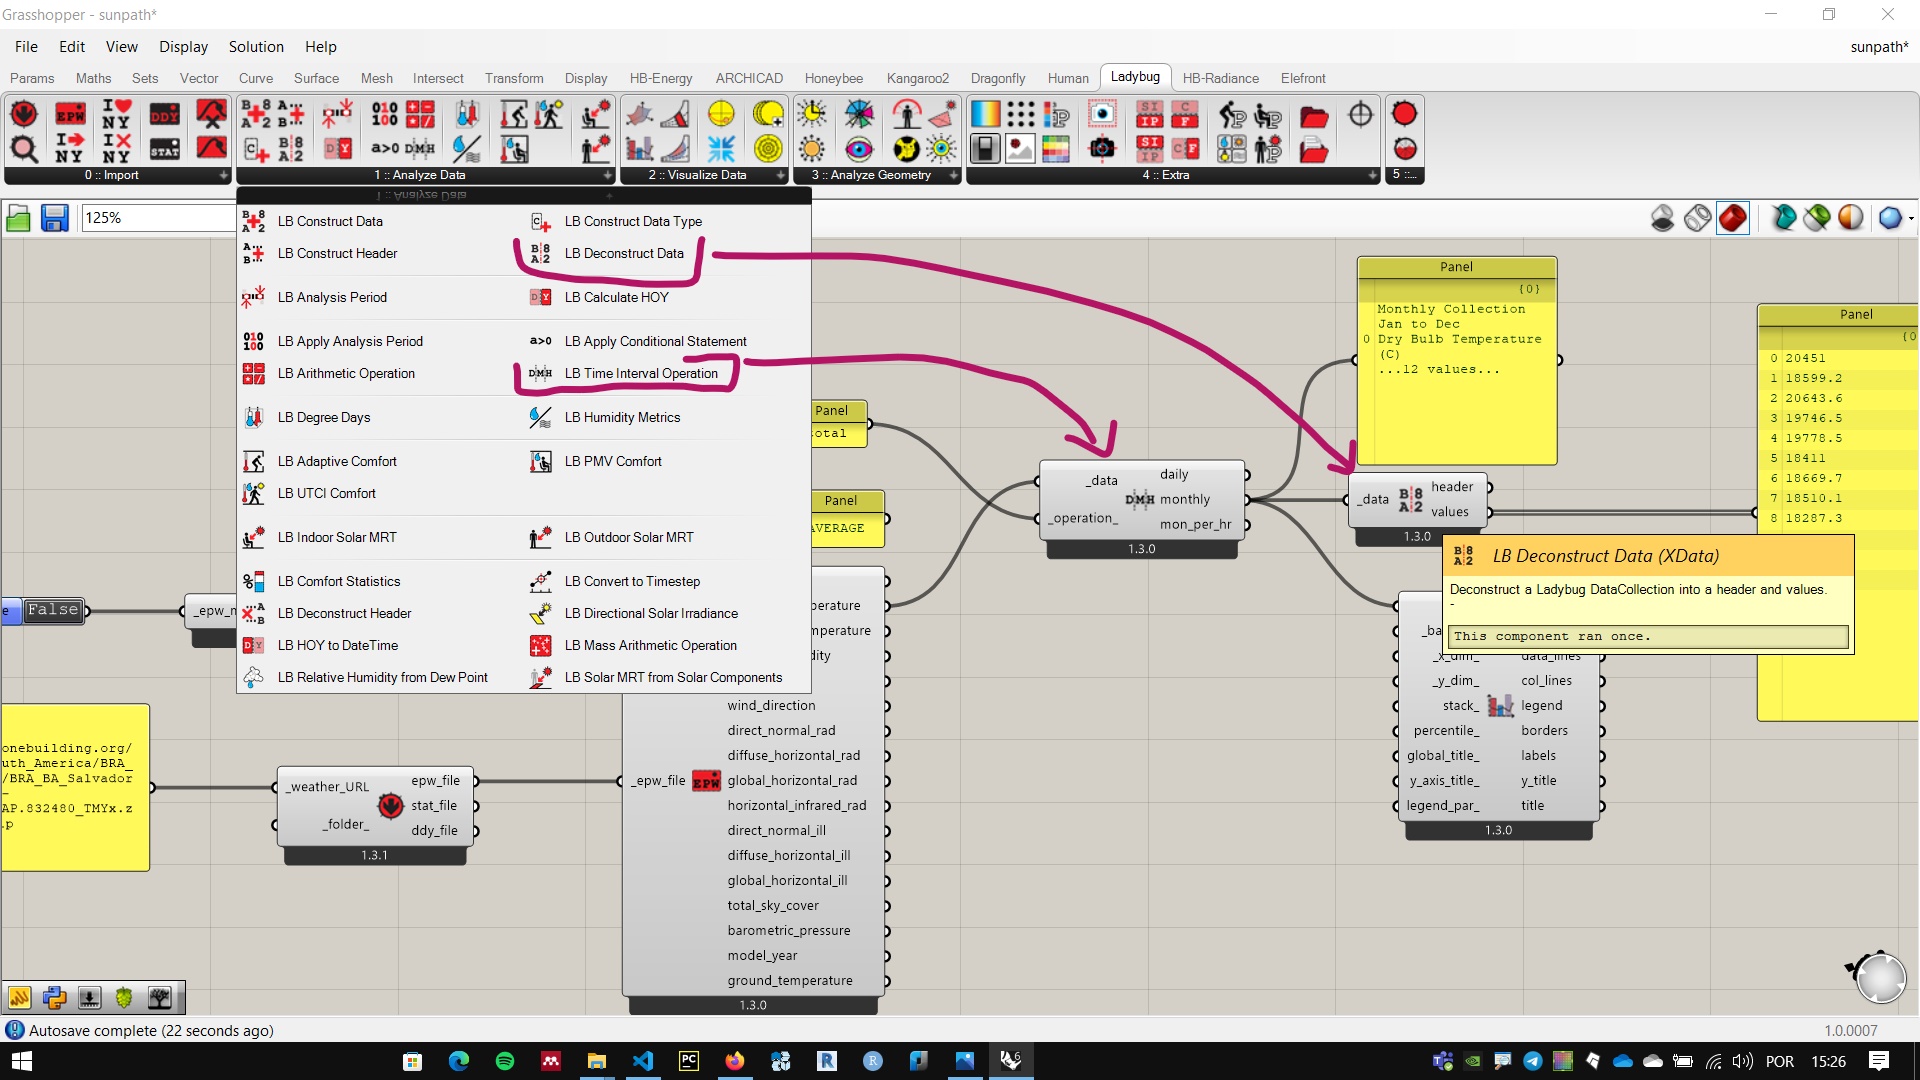 Grasshopper - sunpath*
File Edit View Display Solution Help sunpath*
Params Maths Sets Vector Curve Surface Mesh Intersect Transform Display HB-Energy ARCHICAD Honeybee Kangaroo2 Dragonfly Human Ladybug HB-Radiance Elefront
0 :: Import 1 :: Analyze Data 2 :: Visualize Data 3 :: Analyze Geometry 4 :: Extra 5 ::...
125%
1 :: Analyze Data
LB Construct Data LB Construct Data Type
LB Construct Header LB Deconstruct Data
LB Analysis Period LB Calculate HOY
LB Apply Analysis Period LB Apply Conditional Statement
LB Arithmetic Operation LB Time Interval Operation
LB Degree Days LB Humidity Metrics
LB Adaptive Comfort LB PMV Comfort
LB UTCI Comfort
LB Indoor Solar MRT LB Outdoor Solar MRT
LB Comfort Statistics LB Convert to Timestep
LB Deconstruct Header LB Directional Solar Irradiance
LB HOY to DateTime LB Mass Arithmetic Operation
LB Relative Humidity from Dew Point LB Solar MRT from Solar Components
Panel
otal
Panel
AVERAGE
_data
_operation_
DMH
daily
monthly
mon_per_hr
1.3.0
Panel
{0}
Monthly Collection
Jan to Dec
0 Dry Bulb Temperature
(C)
...12 values...
_data
header
values
1.3.0
Panel
{0
0 20451
1 18599.2
2 20643.6
3 19746.5
4 19778.5
5 18411
6 18669.7
7 18510.1
8 18287.3
LB Deconstruct Data (XData)
Deconstruct a Ladybug DataCollection into a header and values.
-
This component ran once.
_ba
_x_dim_ data_lines
_y_dim_ col_lines
stack_ legend
percentile_ borders
global_title_ labels
y_axis_title_ y_title
legend_par_ title
1.3.0
e False
_epw_n
onebuilding.org/
uth_America/BRA_
/BRA_BA_Salvador
AP.832480_TMYx.z
.p
_weather_URL
_folder_
epw_file
stat_file
ddy_file
1.3.1
_epw_file EPW
perature
mperature
dity
wind_direction
direct_normal_rad
diffuse_horizontal_rad
global_horizontal_rad
horizontal_infrared_rad
direct_normal_ill
diffuse_horizontal_ill
global_horizontal_ill
total_sky_cover
barometric_pressure
model_year
ground_temperature
1.3.0
Autosave complete (22 seconds ago) 1.0.0007
POR 15:26